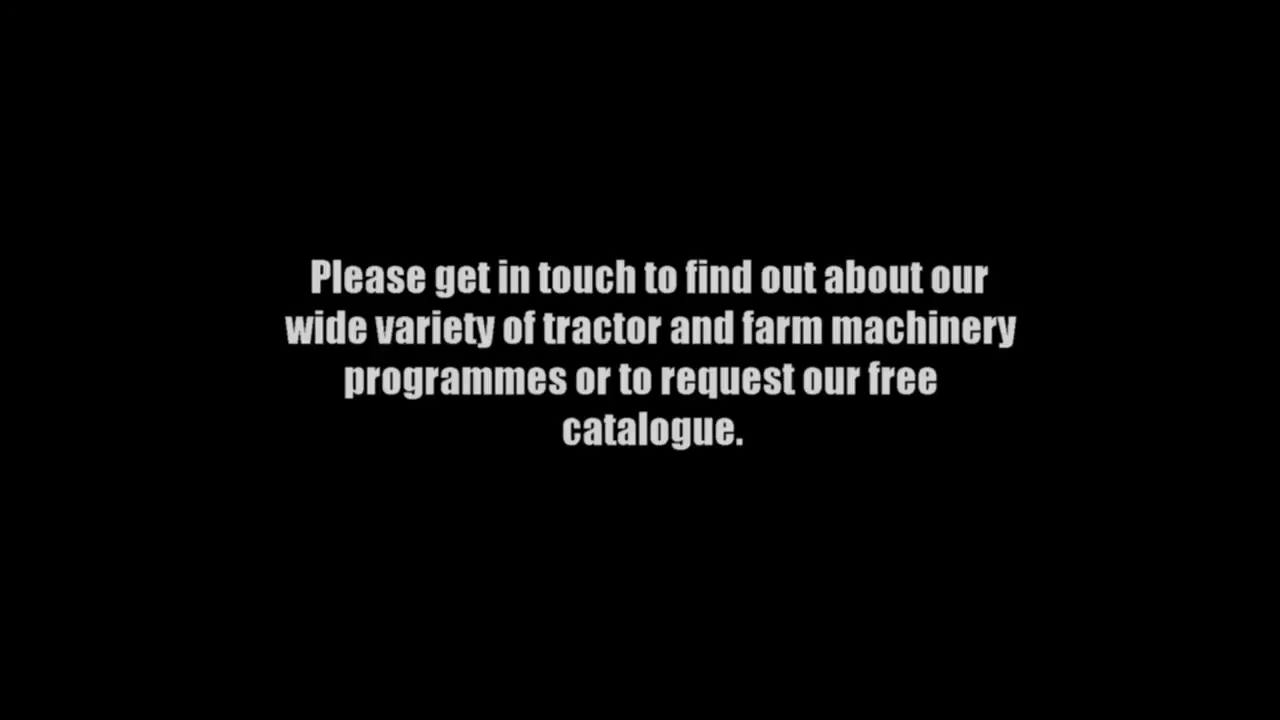 Please get in touch to find out about our
wide variety of tractor and farm machinery
programmes or to request our free
catalogue.